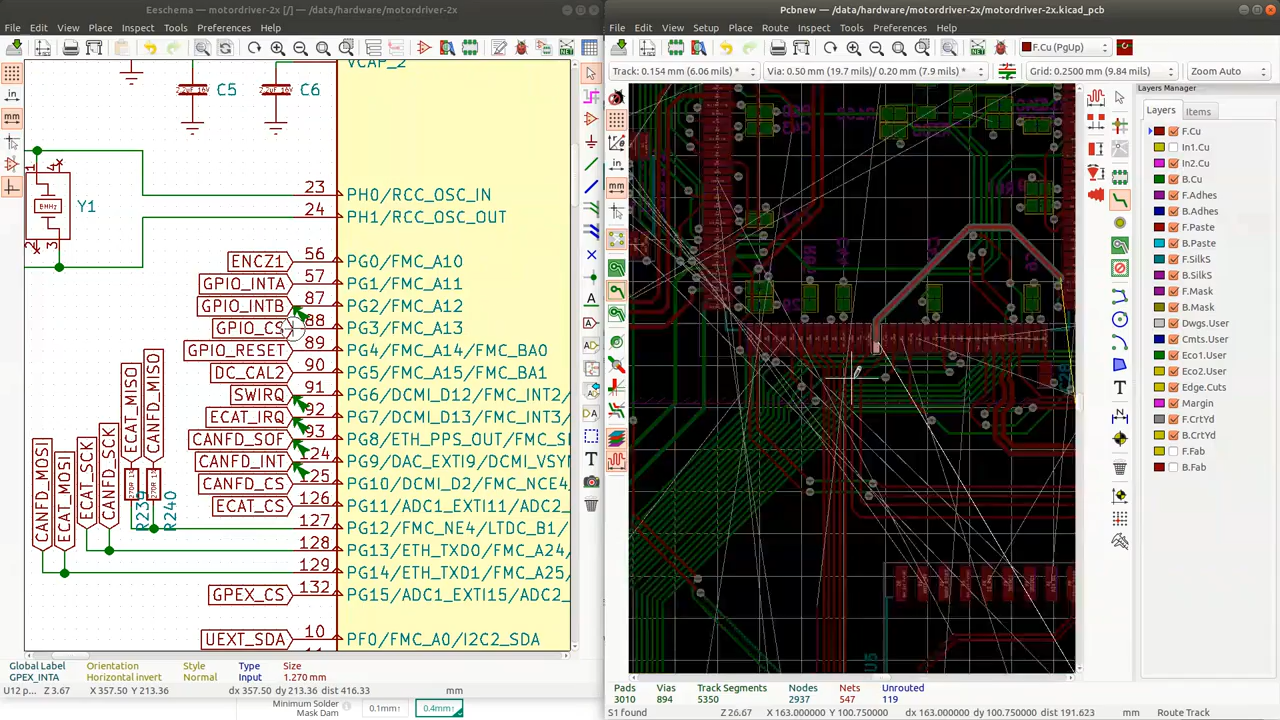 Eeschema — motordriver-2x [/] — /data/hardware/motordriver-2x
File Edit View Place Inspect Tools Preferences Help
VCAP_2
C5
C6
Y1
8MHz
23 PH0/RCC_OSC_IN
24 PH1/RCC_OSC_OUT
ENCZ1 56 PG0/FMC_A10
GPIO_INTA 57 PG1/FMC_A11
GPIO_INTB 87 PG2/FMC_A12
GPIO_CS 88 PG3/FMC_A13
GPIO_RESET 89 PG4/FMC_A14/FMC_BA0
DC_CAL2 90 PG5/FMC_A15/FMC_BA1
SWIRQ 91 PG6/DCMI_D12/FMC_INT2/
ECAT_IRQ 92 PG7/DCMI_D13/FMC_INT3/
CANFD_SOF 93 PG8/ETH_PPS_OUT/FMC_S
CANFD_INT 124 PG9/DAC_EXTI9/DCMI_VSY
CANFD_CS 125 PG10/DCMI_D2/FMC_NCE4
ECAT_CS 126 PG11/ADC1_EXTI11/ADC2_
127 PG12/FMC_NE4/LTDC_B1/
128 PG13/ETH_TXD0/FMC_A24/
129 PG14/ETH_TXD1/FMC_A25/
GPEX_CS 132 PG15/ADC1_EXTI15/ADC2_
UEXT_SDA 10 PF0/FMC_A0/I2C2_SDA
CANFD_MOSI
ECAT_MOSI
ECAT_SCK
CANFD_SCK
ECAT_MISO
CANFD_MISO
R239
R240
in
mm
Global Label Orientation Style Type Size
GPEX_INTA Horizontal invert Normal Input 1.270 mm
U12 p... Z 3.67 X 357.50 Y 213.36 dx 357.50 dy 213.36 dist 416.33 mm
Minimum Solder
Mask Dam
0.1mm↑ 0.4mm↑
Pcbnew — /data/hardware/motordriver-2x/motordriver-2x.kicad_pcb
File Edit View Setup Place Route Inspect Tools Preferences Help
F.Cu (PgUp)
Track: 0.154 mm (6.06 mils) * Via: 0.50 mm (19.7 mils)/ 0.20 mm (7.9 mils) * Grid: 0.2500 mm (9.84 mils) Zoom Auto
in
mm
U5
Layers Manager
Layers Items
F.Cu
In1.Cu
In2.Cu
B.Cu
F.Adhes
B.Adhes
F.Paste
B.Paste
F.SilkS
B.SilkS
F.Mask
B.Mask
Dwgs.User
Cmts.User
Eco1.User
Eco2.User
Edge.Cuts
Margin
F.CrtYd
B.CrtYd
F.Fab
B.Fab
Pads Vias Track Segments Nodes Nets Unrouted
3010 894 5350 2937 547 119
S1 found Z 26.67 X 163.000000 Y 100.750000 dx 163.000000 dy 100.750000 dist 191.623 mm Route Track